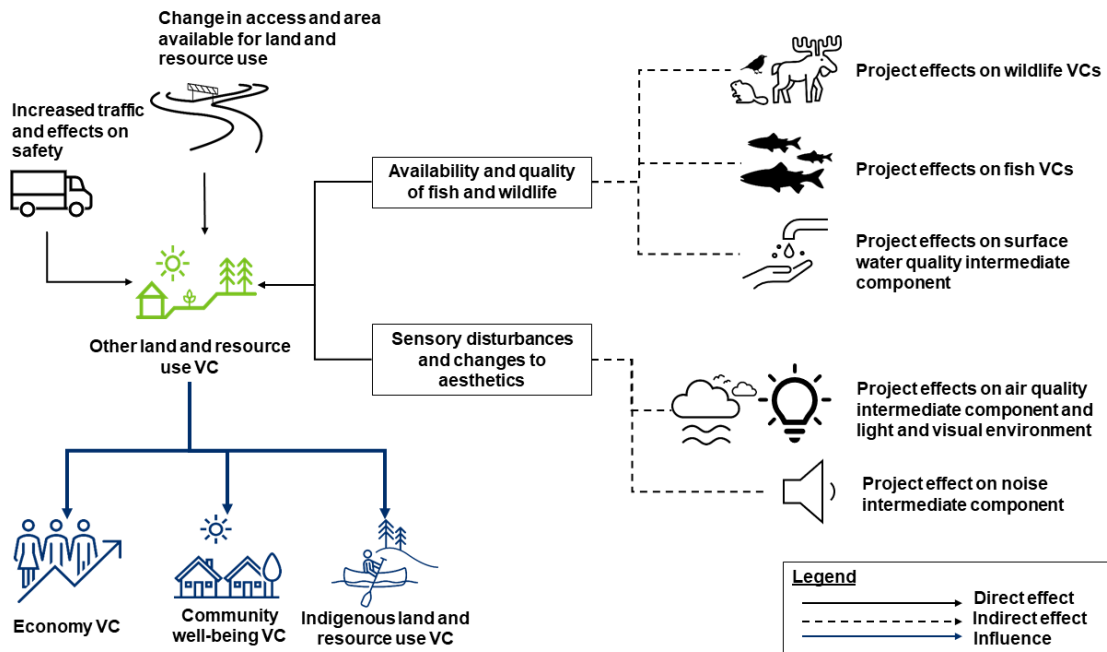 Change in access and area
available for land and
resource use
Increased traffic
and effects on
safety
Other land and resource
use VC
Availability and quality
of fish and wildlife
Sensory disturbances
and changes to
aesthetics
Project effects on wildlife VCs
Project effects on fish VCs
Project effects on surface
water quality intermediate
component
Project effects on air quality
intermediate component and
light and visual environment
Project effect on noise
intermediate component
Economy VC
Community
well-being VC
Indigenous land and
resource use VC
Legend
Direct effect
Indirect effect
Influence